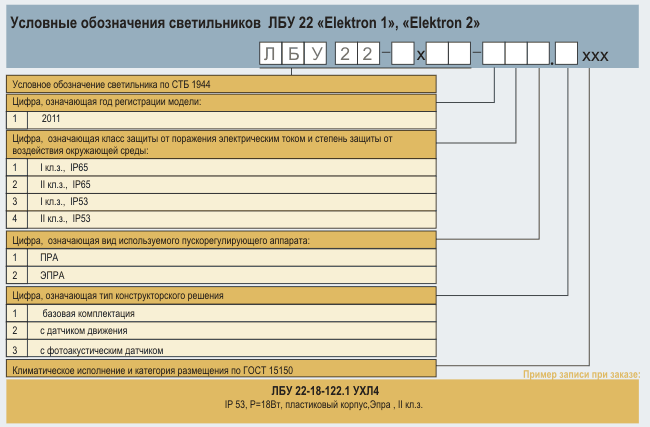 Условные обозначения светильников ЛБУ 22 «Elektron 1», «Elektron 2»
ЛБУ 22 – х – . ххх
Условное обозначение светильника по СТБ 1944
Цифра, означающая год регистрации модели:
1 2011
Цифра, означающая класс защиты от поражения электрическим током и степень защиты от
воздействия окружающей среды:
1 I кл.з., IP65
2 II кл.з., IP65
3 I кл.з., IP53
4 II кл.з., IP53
Цифра, означающая вид используемого пускорегулирующего аппарата:
1 ПРА
2 ЭПРА
Цифра, означающая тип конструкторского решения
1 базовая комплектация
2 с датчиком движения
3 с фотоакустическим датчиком
Климатическое исполнение и категория размещения по ГОСТ 15150
Пример записи при заказе:
ЛБУ 22-18-122.1 УХЛ4
IP 53, Р=18Вт, пластиковый корпус,Эпра , II кл.з.